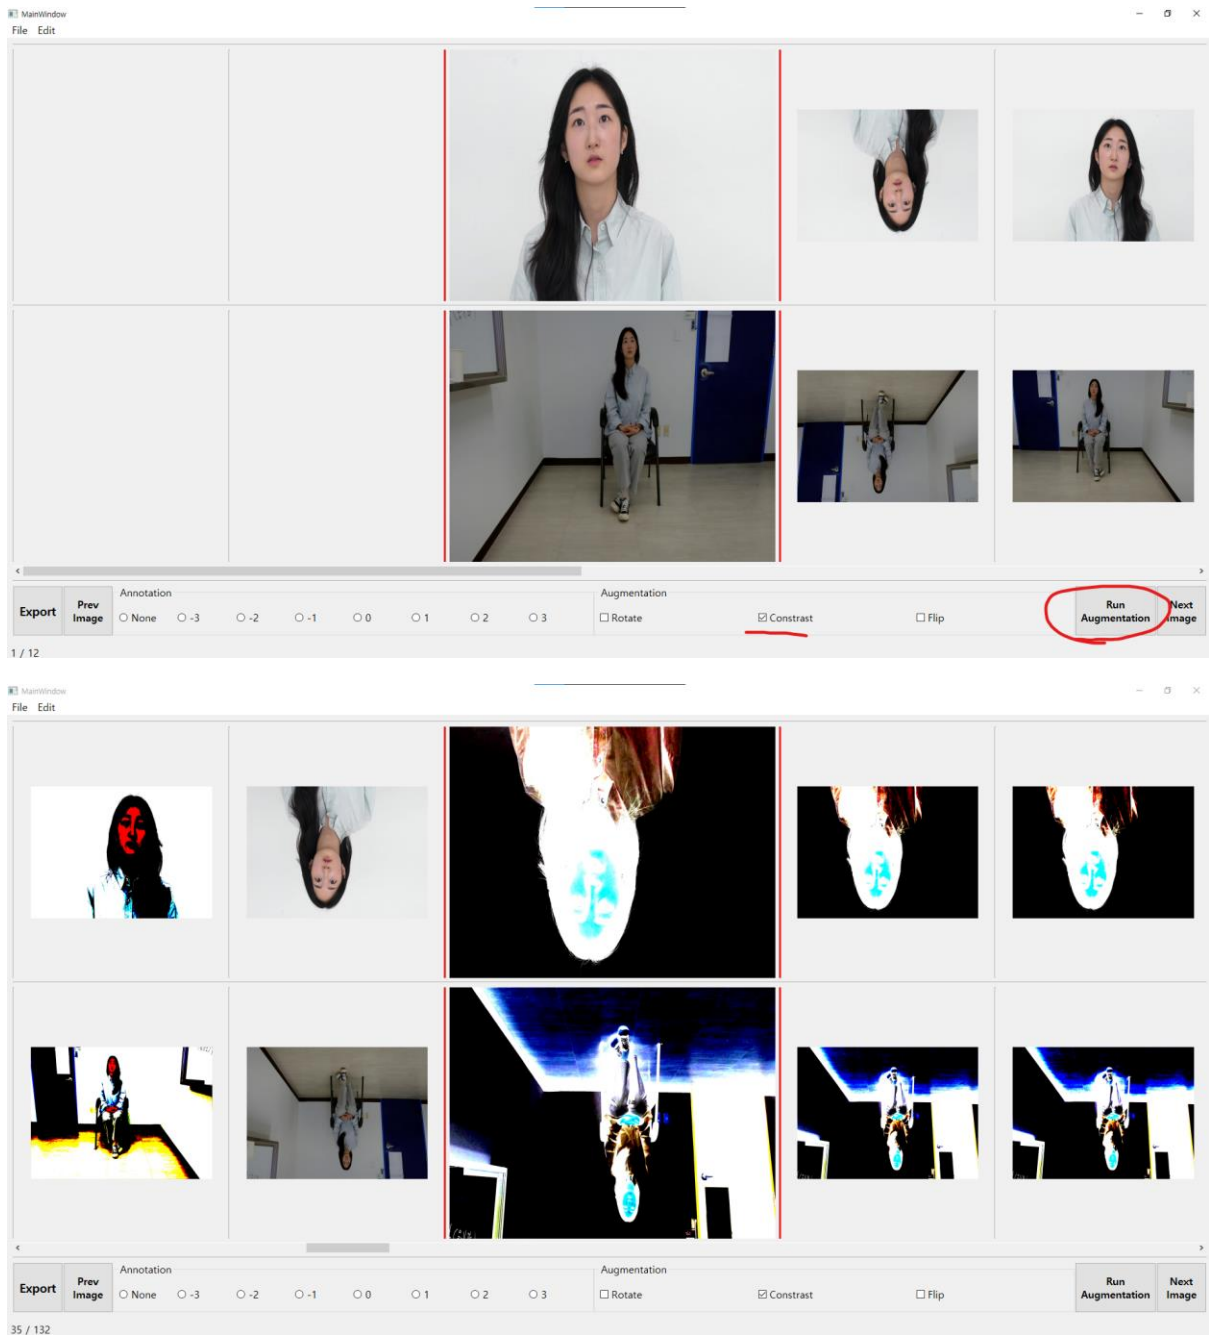 MainWindow
File Edit
Export
Prev
Image
Annotation
None -3 -2 -1 0 1 2 3
Augmentation
Rotate Constrast Flip
Run
Augmentation
Next
Image
1 / 12
MainWindow
File Edit
Export
Prev
Image
Annotation
None -3 -2 -1 0 1 2 3
Augmentation
Rotate Constrast Flip
Run
Augmentation
Next
Image
35 / 132